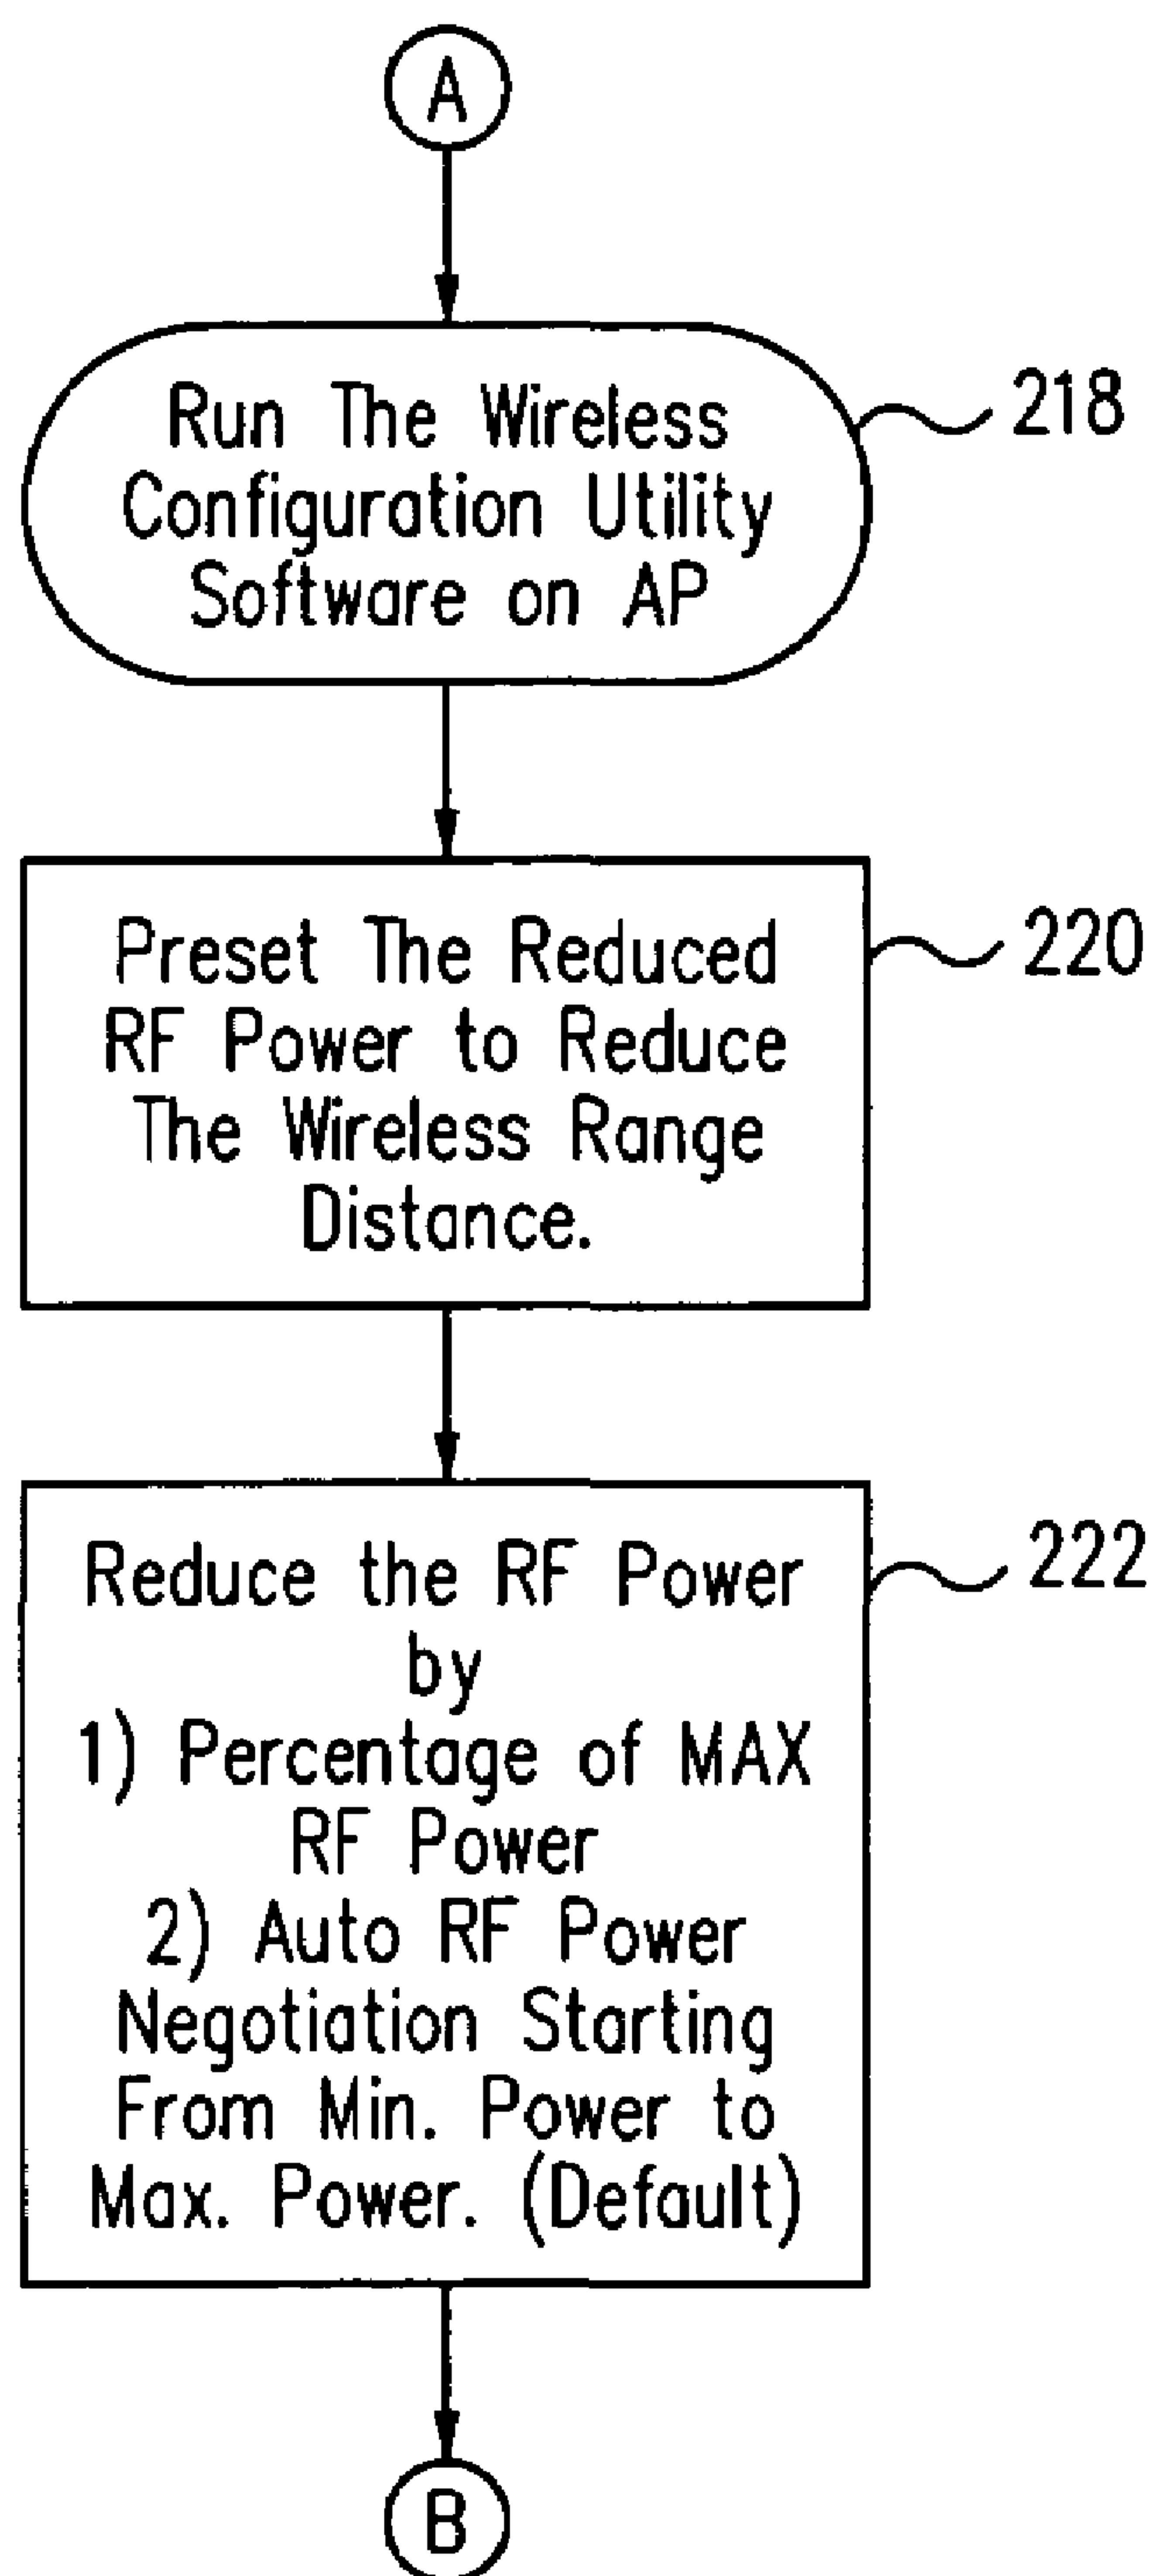 A
Run The Wireless
Configuration Utility
Software on AP
218
Preset The Reduced
RF Power to Reduce
The Wireless Range
Distance.
220
Reduce the RF Power
by
1) Percentage of MAX
RF Power
2) Auto RF Power
Negotiation Starting
From Min. Power to
Max. Power. (Default)
222
B